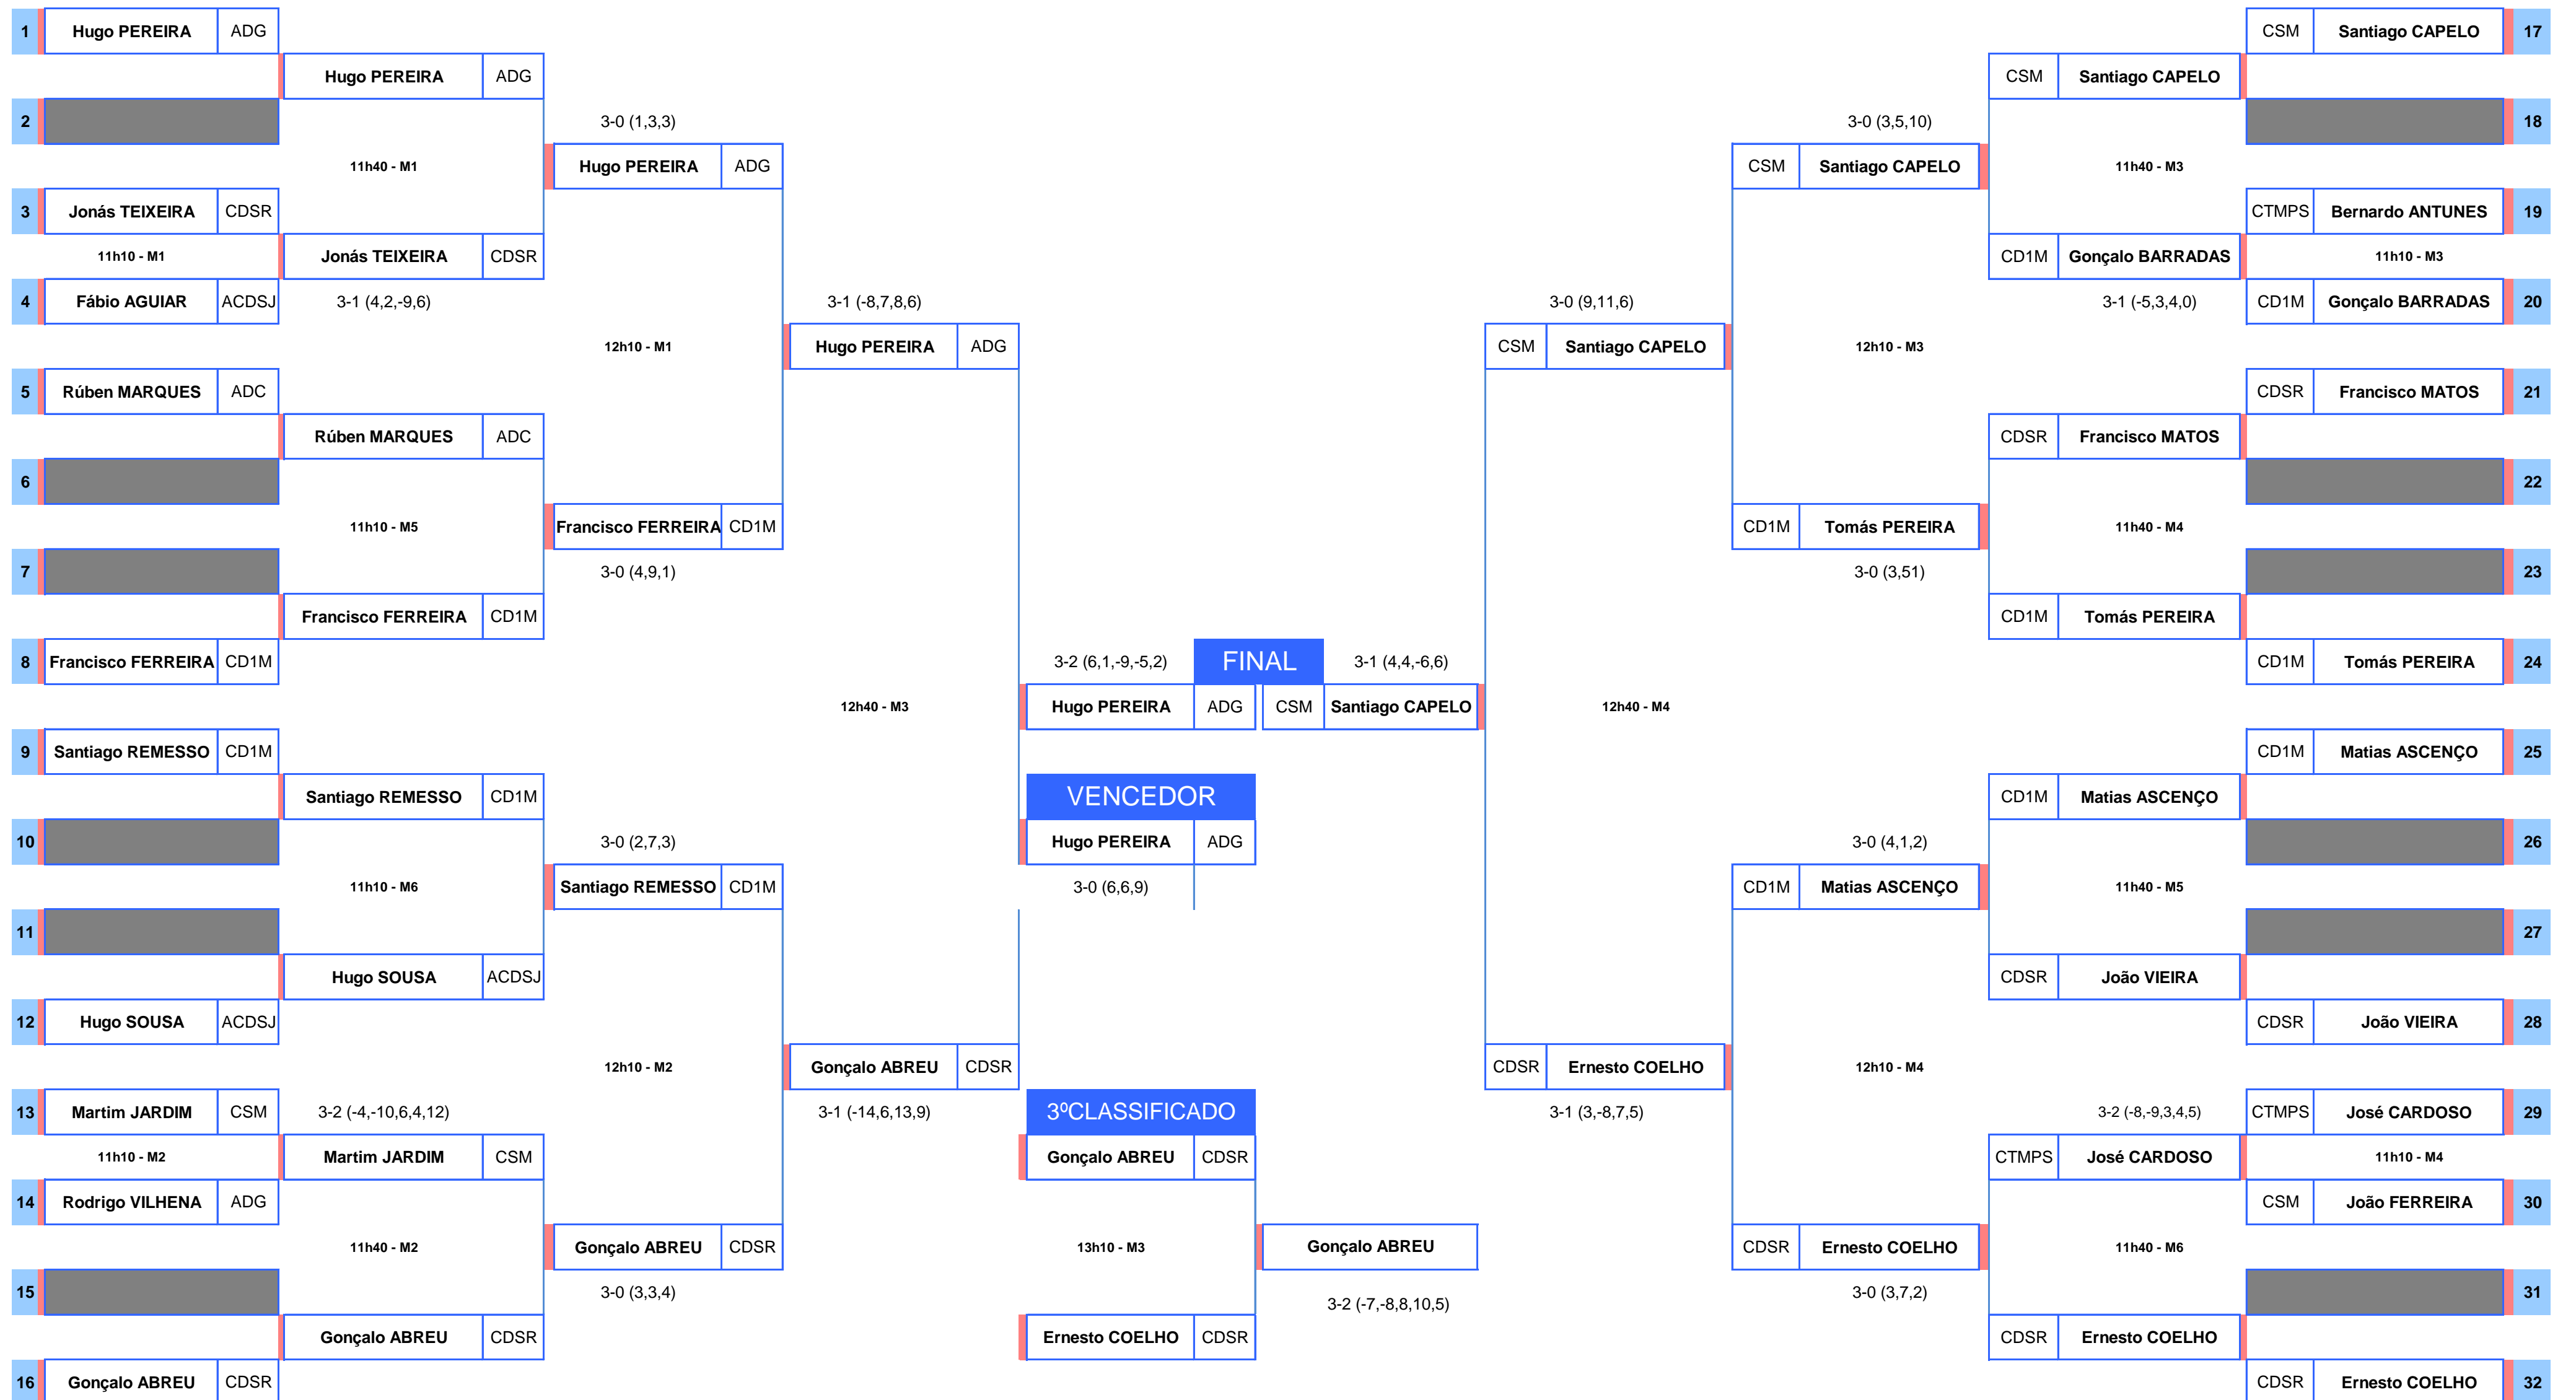 1 Hugo PEREIRA ADG CSM Santiago CAPELO 17
Hugo PEREIRA ADG CSM Santiago CAPELO
2 3-0 (1,3,3) 3-0 (3,5,10) 18
11h40 - M1 Hugo PEREIRA ADG CSM Santiago CAPELO 11h40 - M3
3 Jonás TEIXEIRA CDSR CTMPS Bernardo ANTUNES 19
11h10 - M1 Jonás TEIXEIRA CDSR CD1M Gonçalo BARRADAS 11h10 - M3
4 Fábio AGUIAR ACDSJ 3-1 (4,2,-9,6) 3-1 (-8,7,8,6) 3-0 (9,11,6) 3-1 (-5,3,4,0) CD1M Gonçalo BARRADAS 20
12h10 - M1 Hugo PEREIRA ADG CSM Santiago CAPELO 12h10 - M3
5 Rúben MARQUES ADC CDSR Francisco MATOS 21
Rúben MARQUES ADC CDSR Francisco MATOS
6 22
11h10 - M5 Francisco FERREIRA CD1M CD1M Tomás PEREIRA 11h40 - M4
7 3-0 (4,9,1) 3-0 (3,51) 23
Francisco FERREIRA CD1M CD1M Tomás PEREIRA
8 Francisco FERREIRA CD1M 3-2 (6,1,-9,-5,2) FINAL 3-1 (4,4,-6,6) CD1M Tomás PEREIRA 24
12h40 - M3 Hugo PEREIRA ADG CSM Santiago CAPELO 12h40 - M4
9 Santiago REMESSO CD1M CD1M Matias ASCENÇO 25
Santiago REMESSO CD1M VENCEDOR CD1M Matias ASCENÇO
10 3-0 (2,7,3) Hugo PEREIRA ADG 3-0 (4,1,2) 26
11h10 - M6 Santiago REMESSO CD1M 3-0 (6,6,9) CD1M Matias ASCENÇO 11h40 - M5
11 27
Hugo SOUSA ACDSJ CDSR João VIEIRA
12 Hugo SOUSA ACDSJ CDSR João VIEIRA 28
12h10 - M2 Gonçalo ABREU CDSR CDSR Ernesto COELHO 12h10 - M4
13 Martim JARDIM CSM 3-2 (-4,-10,6,4,12) 3-1 (-14,6,13,9) 3ºCLASSIFICADO 3-1 (3,-8,7,5) 3-2 (-8,-9,3,4,5) CTMPS José CARDOSO 29
11h10 - M2 Martim JARDIM CSM Gonçalo ABREU CDSR CTMPS José CARDOSO 11h10 - M4
14 Rodrigo VILHENA ADG CSM João FERREIRA 30
11h40 - M2 Gonçalo ABREU CDSR 13h10 - M3 Gonçalo ABREU CDSR Ernesto COELHO 11h40 - M6
15 3-0 (3,3,4) 3-2 (-7,-8,8,10,5) 3-0 (3,7,2) 31
Gonçalo ABREU CDSR Ernesto COELHO CDSR CDSR Ernesto COELHO
16 Gonçalo ABREU CDSR CDSR Ernesto COELHO 32